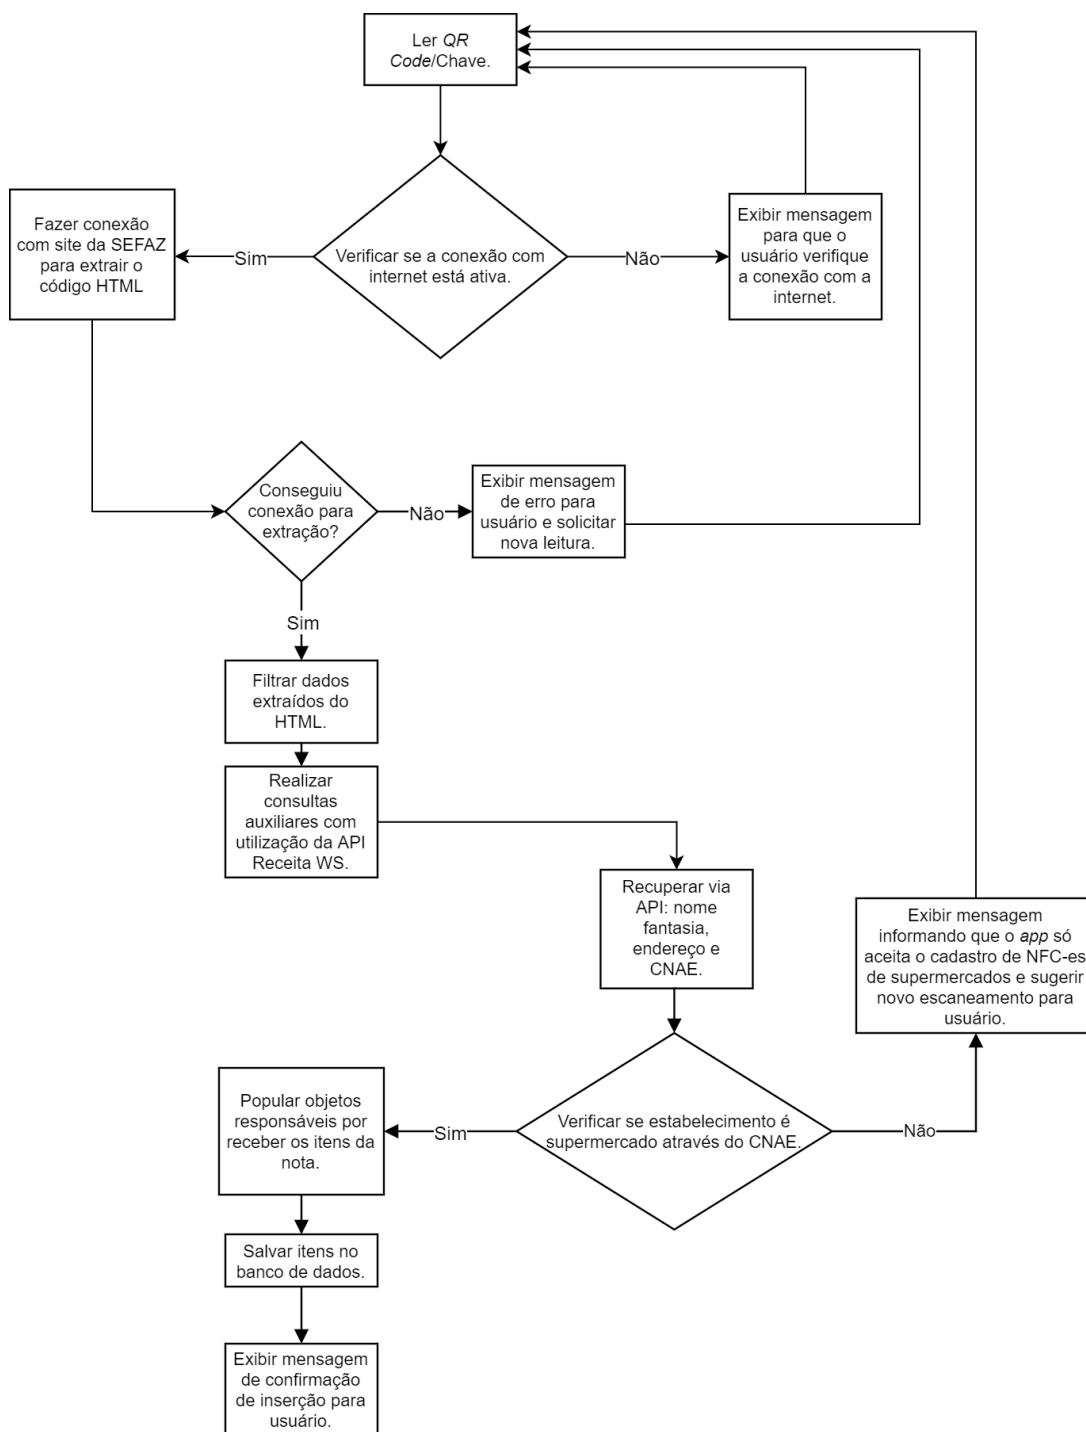 Ler QR
Code/Chave.
Fazer conexão
com site da SEFAZ
para extrair o
código HTML
Sim
Verificar se a conexão com
internet está ativa.
Não
Exibir mensagem
para que o
usuário verifique
a conexão com a
internet.
Conseguiu
conexão para
extração?
Não
Exibir mensagem
de erro para
usuário e solicitar
nova leitura.
Sim
Filtrar dados
extraídos do
HTML.
Realizar
consultas
auxiliares com
utilização da API
Receita WS.
Recuperar via
API: nome
fantasia,
endereço e
CNAE.
Exibir mensagem
informando que o app só
aceita o cadastro de NFC-es
de supermercados e sugerir
novo escaneamento para
usuário.
Popular objetos
responsáveis por
receber os itens da
nota.
Sim
Verificar se estabelecimento é
supermercado através do CNAE.
Não
Salvar itens no
banco de dados.
Exibir mensagem
de confirmação
de inserção para
usuário.